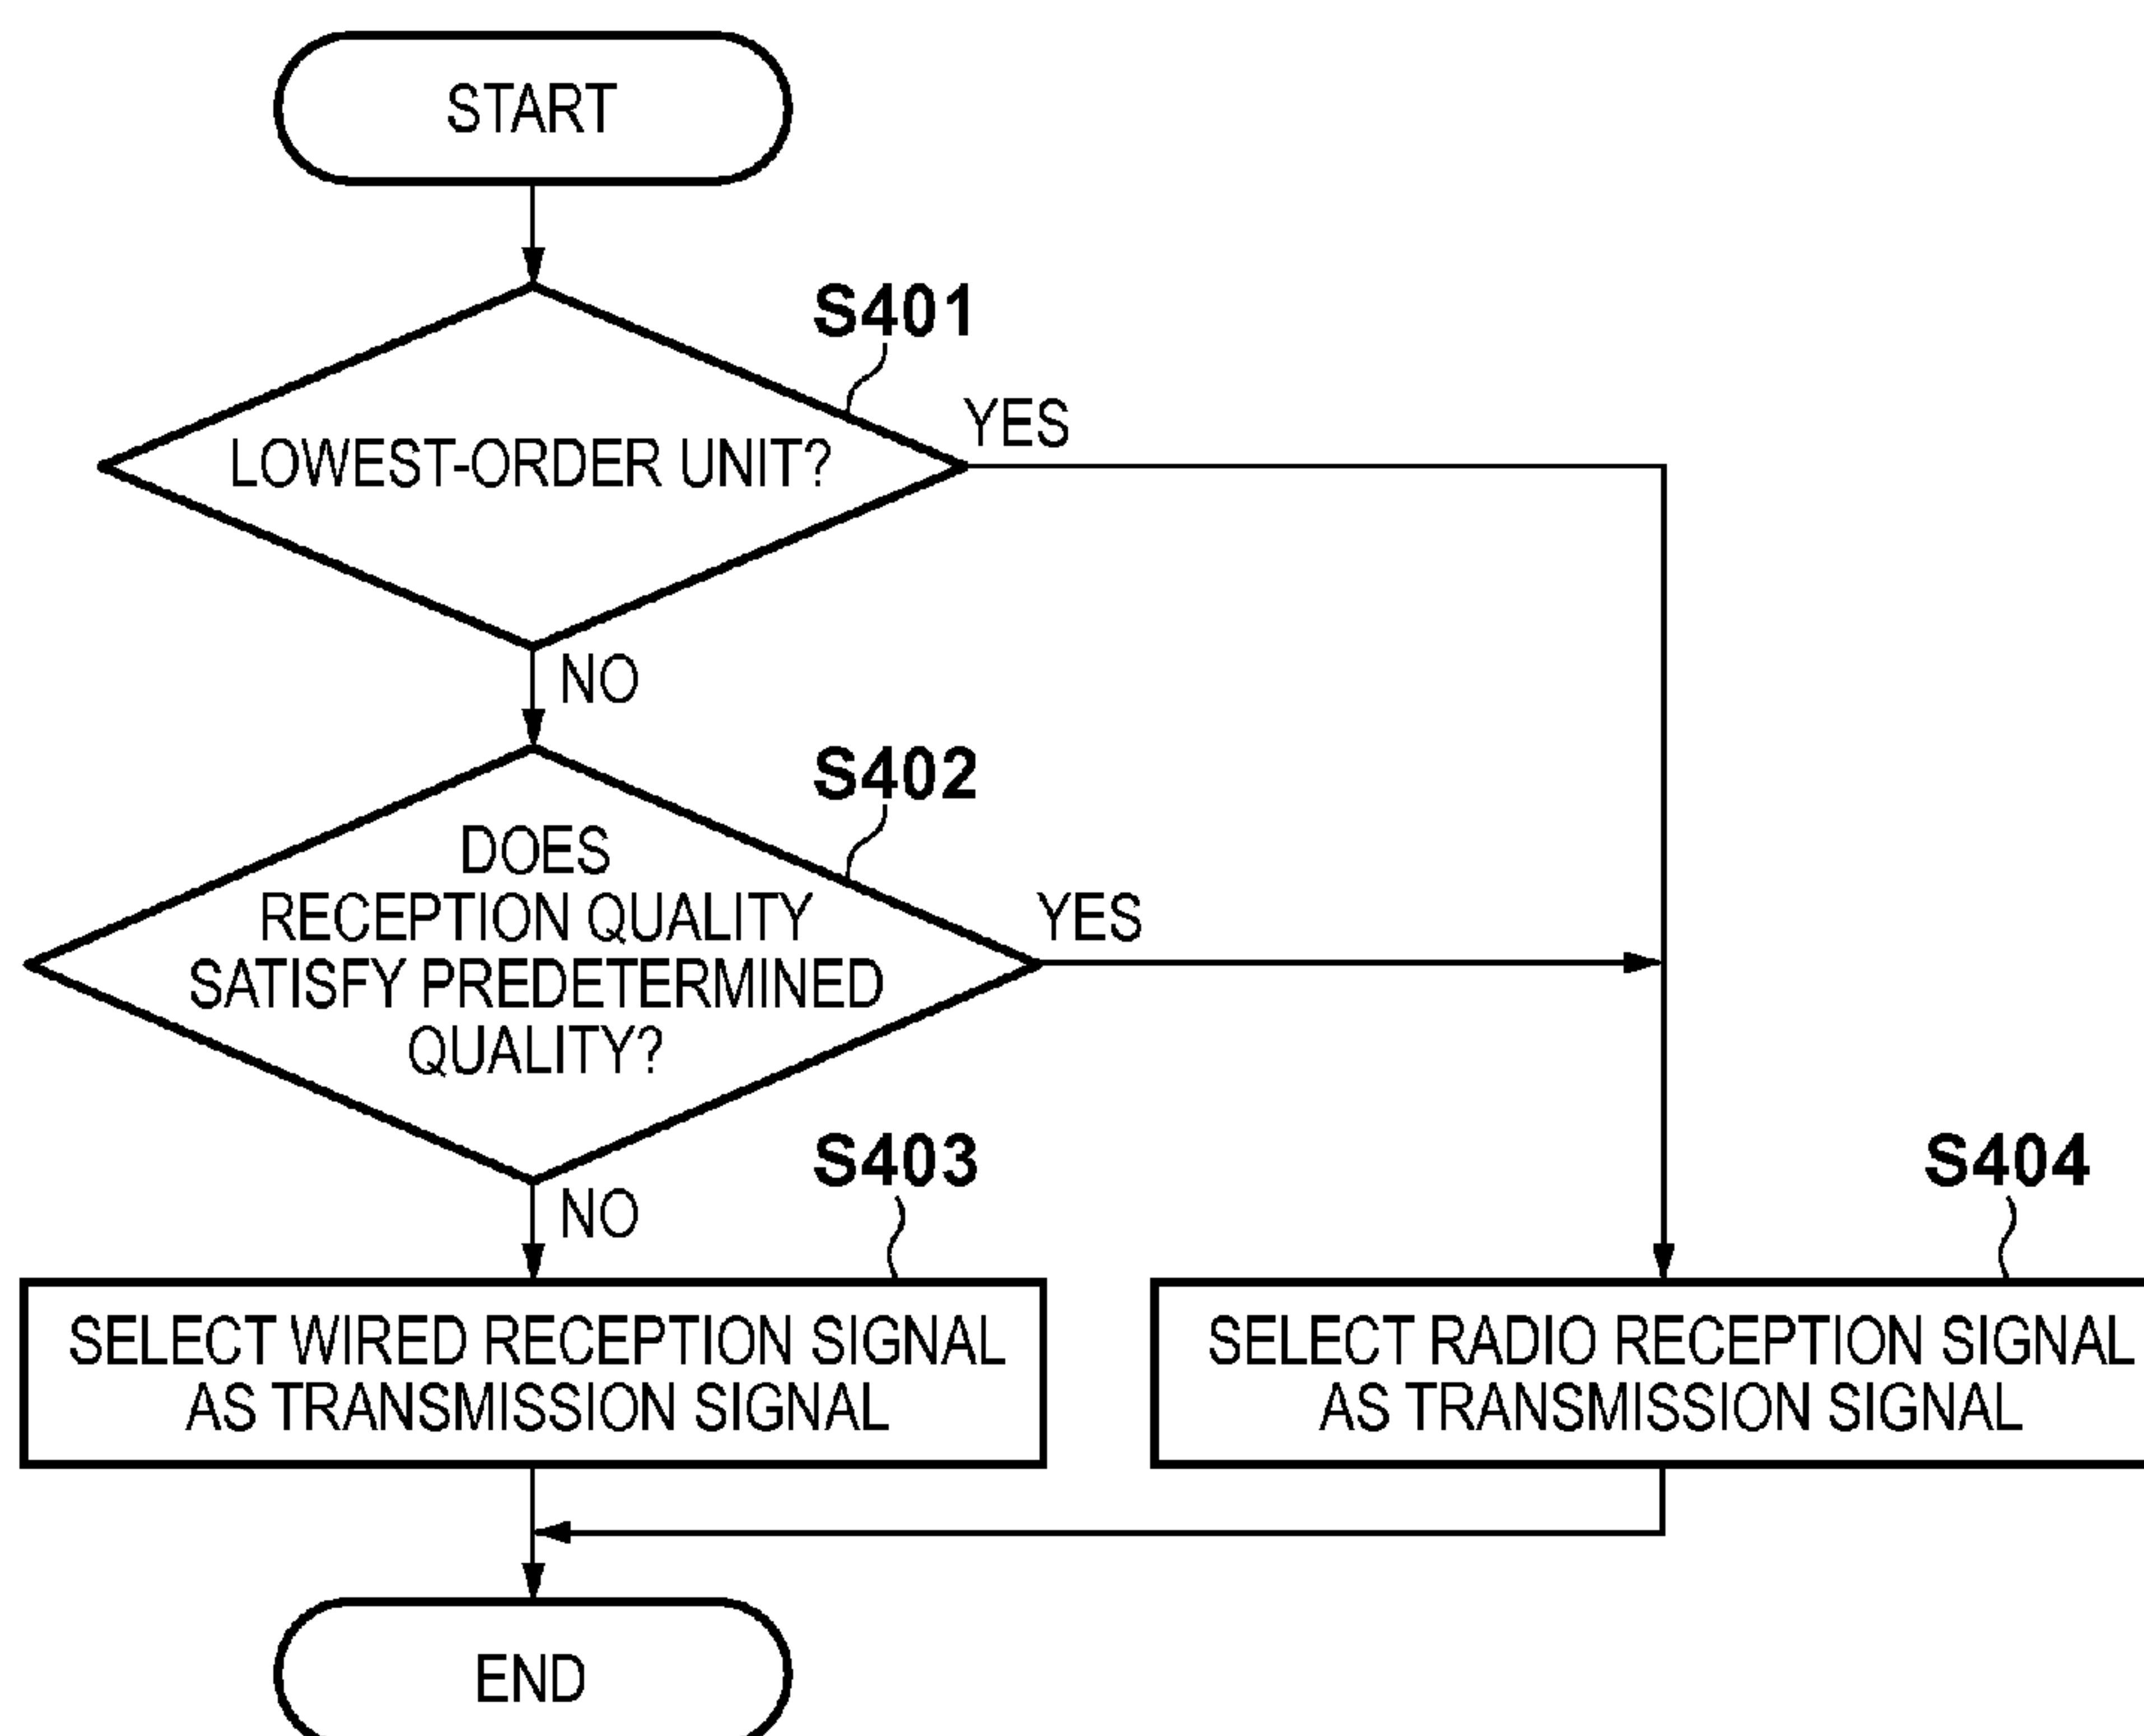 START
S401
YES
LOWEST-ORDER UNIT?
NO
S402
DOES
RECEPTION QUALITY
YES
SATISFY PREDETERMINED
QUALITY?
NO
S403
S404
SELECT WIRED RECEPTION SIGNAL
AS TRANSMISSION SIGNAL
SELECT RADIO RECEPTION SIGNAL
AS TRANSMISSION SIGNAL
END